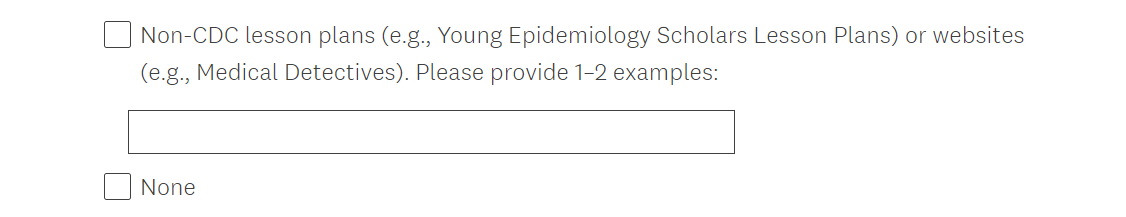 Non-CDC lesson plans (e.g., Young Epidemiology Scholars Lesson Plans) or websites
(e.g., Medical Detectives). Please provide 1–2 examples:
None